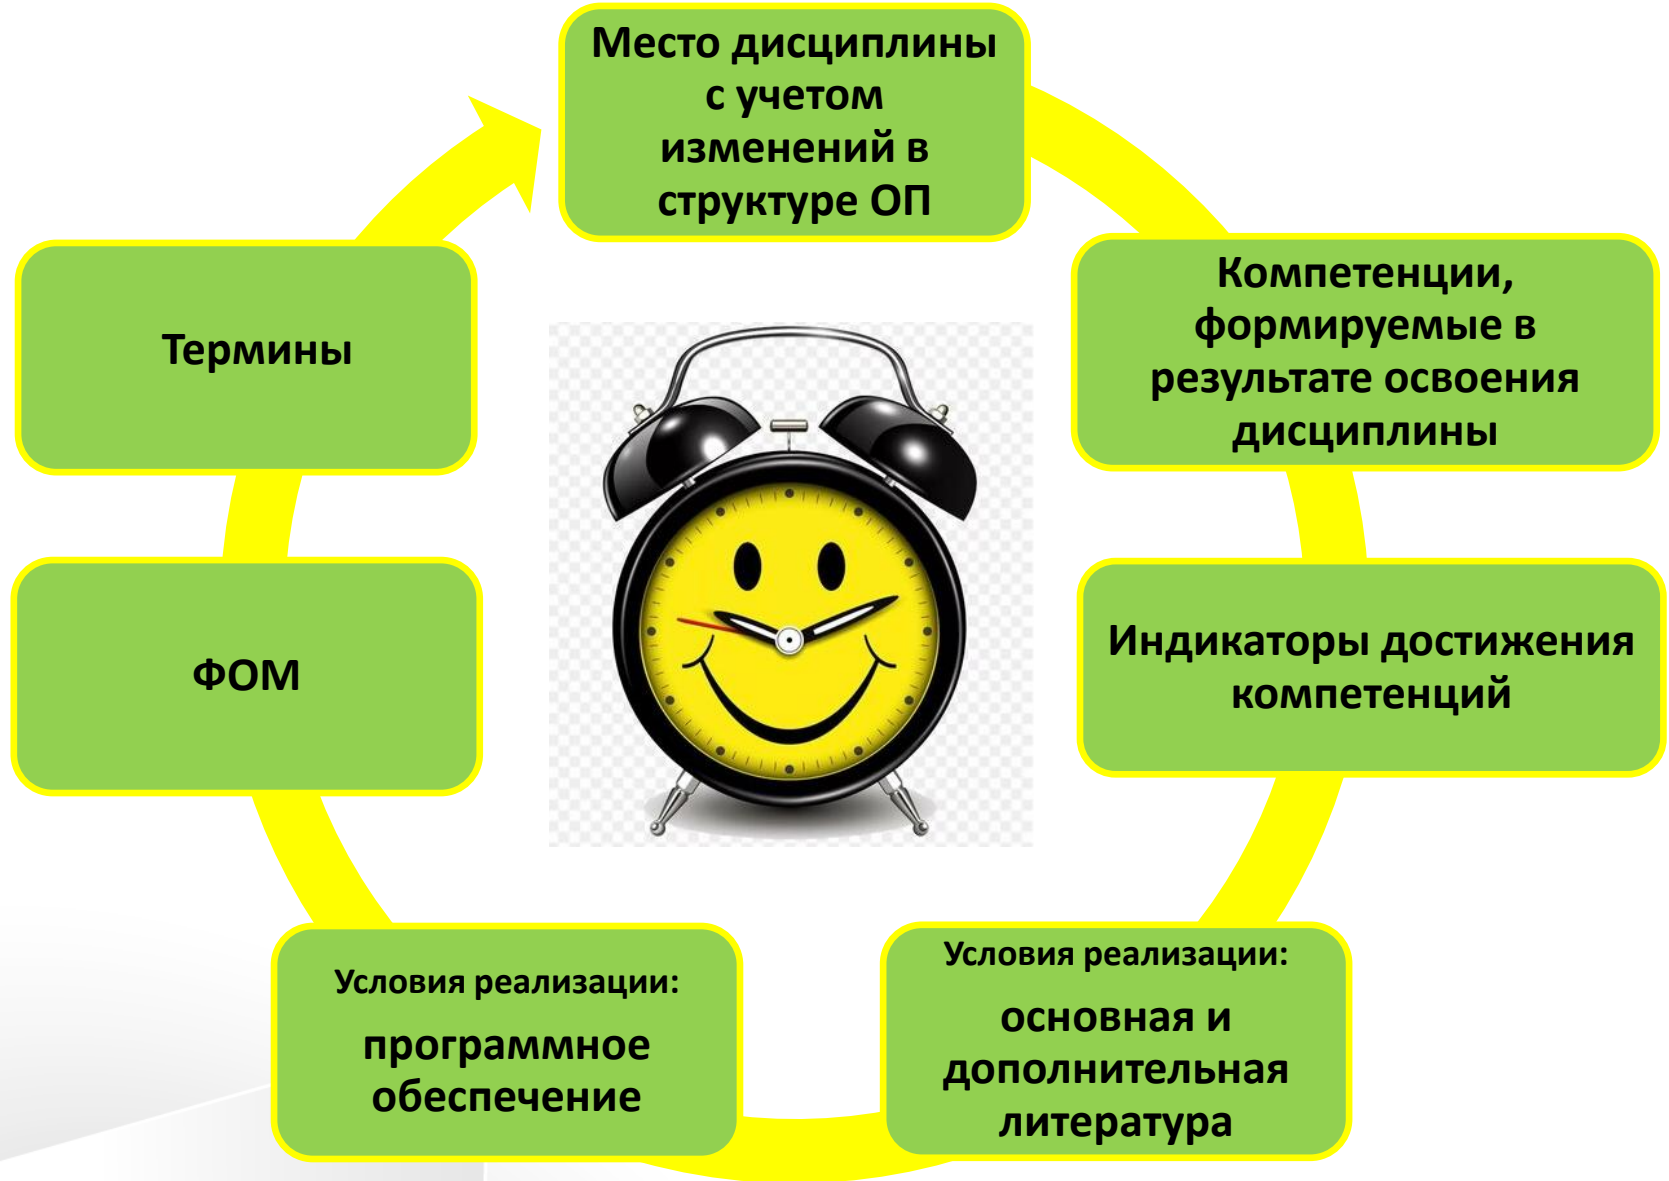 Место дисциплины
с учетом
изменений в
структуре ОП
Компетенции,
формируемые в
результате освоения
дисциплины
Индикаторы достижения
компетенций
Условия реализации:
основная и
дополнительная
литература
Условия реализации:
программное
обеспечение
ФОМ
Термины